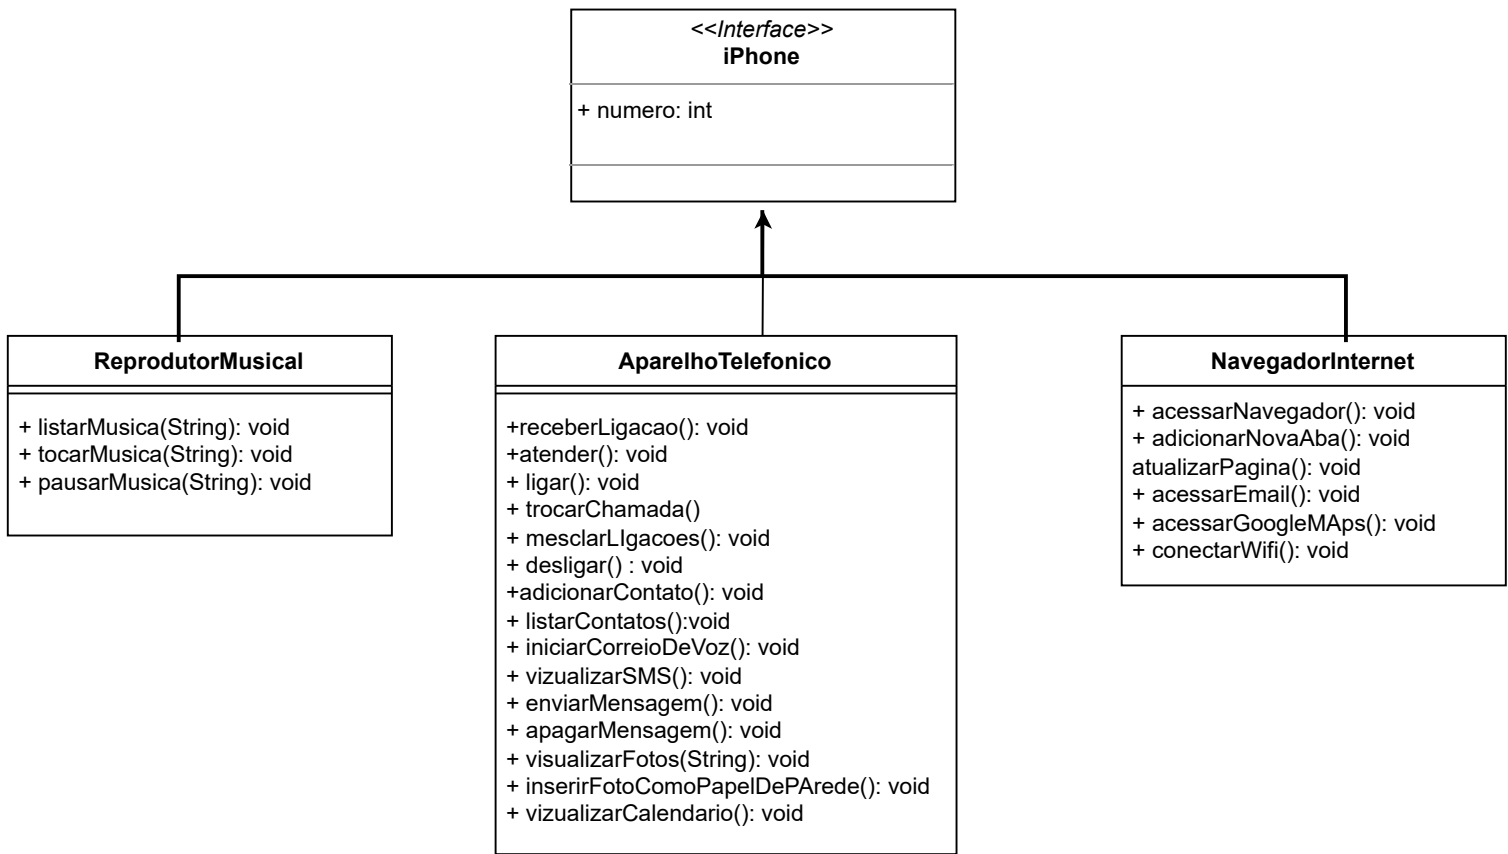 <<Interface>>
iPhone
+ numero: int
ReprodutorMusical
+ listarMusica(String): void
+ tocarMusica(String): void
+ pausarMusica(String): void
AparelhoTelefonico
+receberLigacao(): void
+atender(): void
+ ligar(): void
+ trocarChamada()
+ mesclarLIgacoes(): void
+ desligar() : void
+adicionarContato(): void
+ listarContatos():void
+ iniciarCorreioDeVoz(): void
+ vizualizarSMS(): void
+ enviarMensagem(): void
+ apagarMensagem(): void
+ visualizarFotos(String): void
+ inserirFotoComoPapelDePArede(): void
+ vizualizarCalendario(): void
NavegadorInternet
+ acessarNavegador(): void
+ adicionarNovaAba(): void
atualizarPagina(): void
+ acessarEmail(): void
+ acessarGoogleMAps(): void
+ conectarWifi(): void